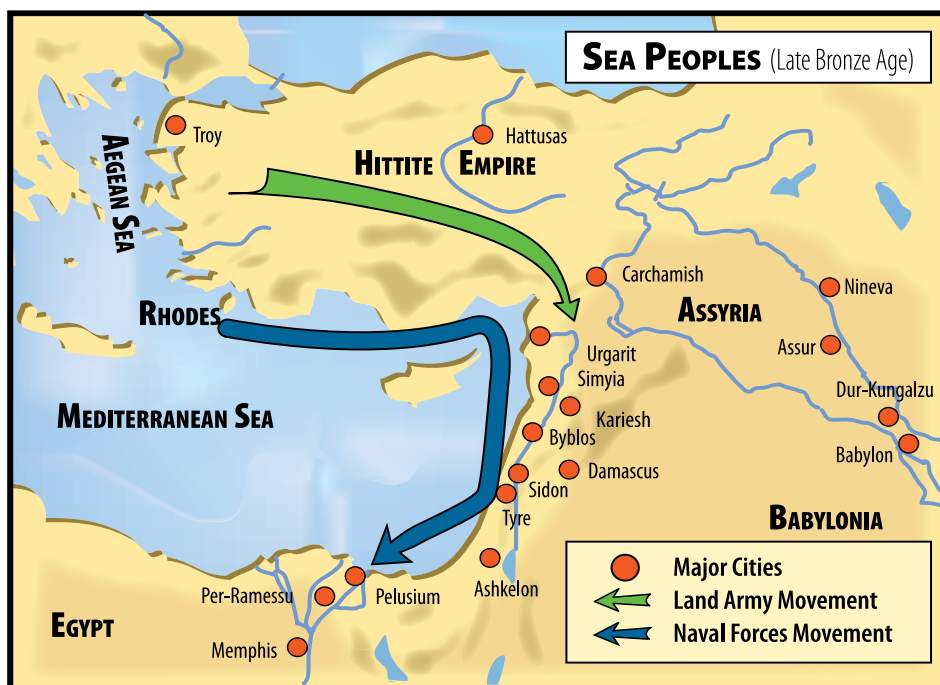 SEA PEOPLES (Late Bronze Age)
Troy
Hattusas
AEGEAN SEA
HITTITE EMPIRE
Carchamish
Nineva
RHODES
ASSYRIA
Urgarit
Assur
Simyia
Dur-Kungalzu
MEDITERRANEAN SEA
Kariesh
Byblos
Babylon
Damascus
Sidon
Tyre
BABYLONIA
Ashkelon
Per-Ramessu
Pelusium
EGYPT
Memphis
Major Cities
Land Army Movement
Naval Forces Movement